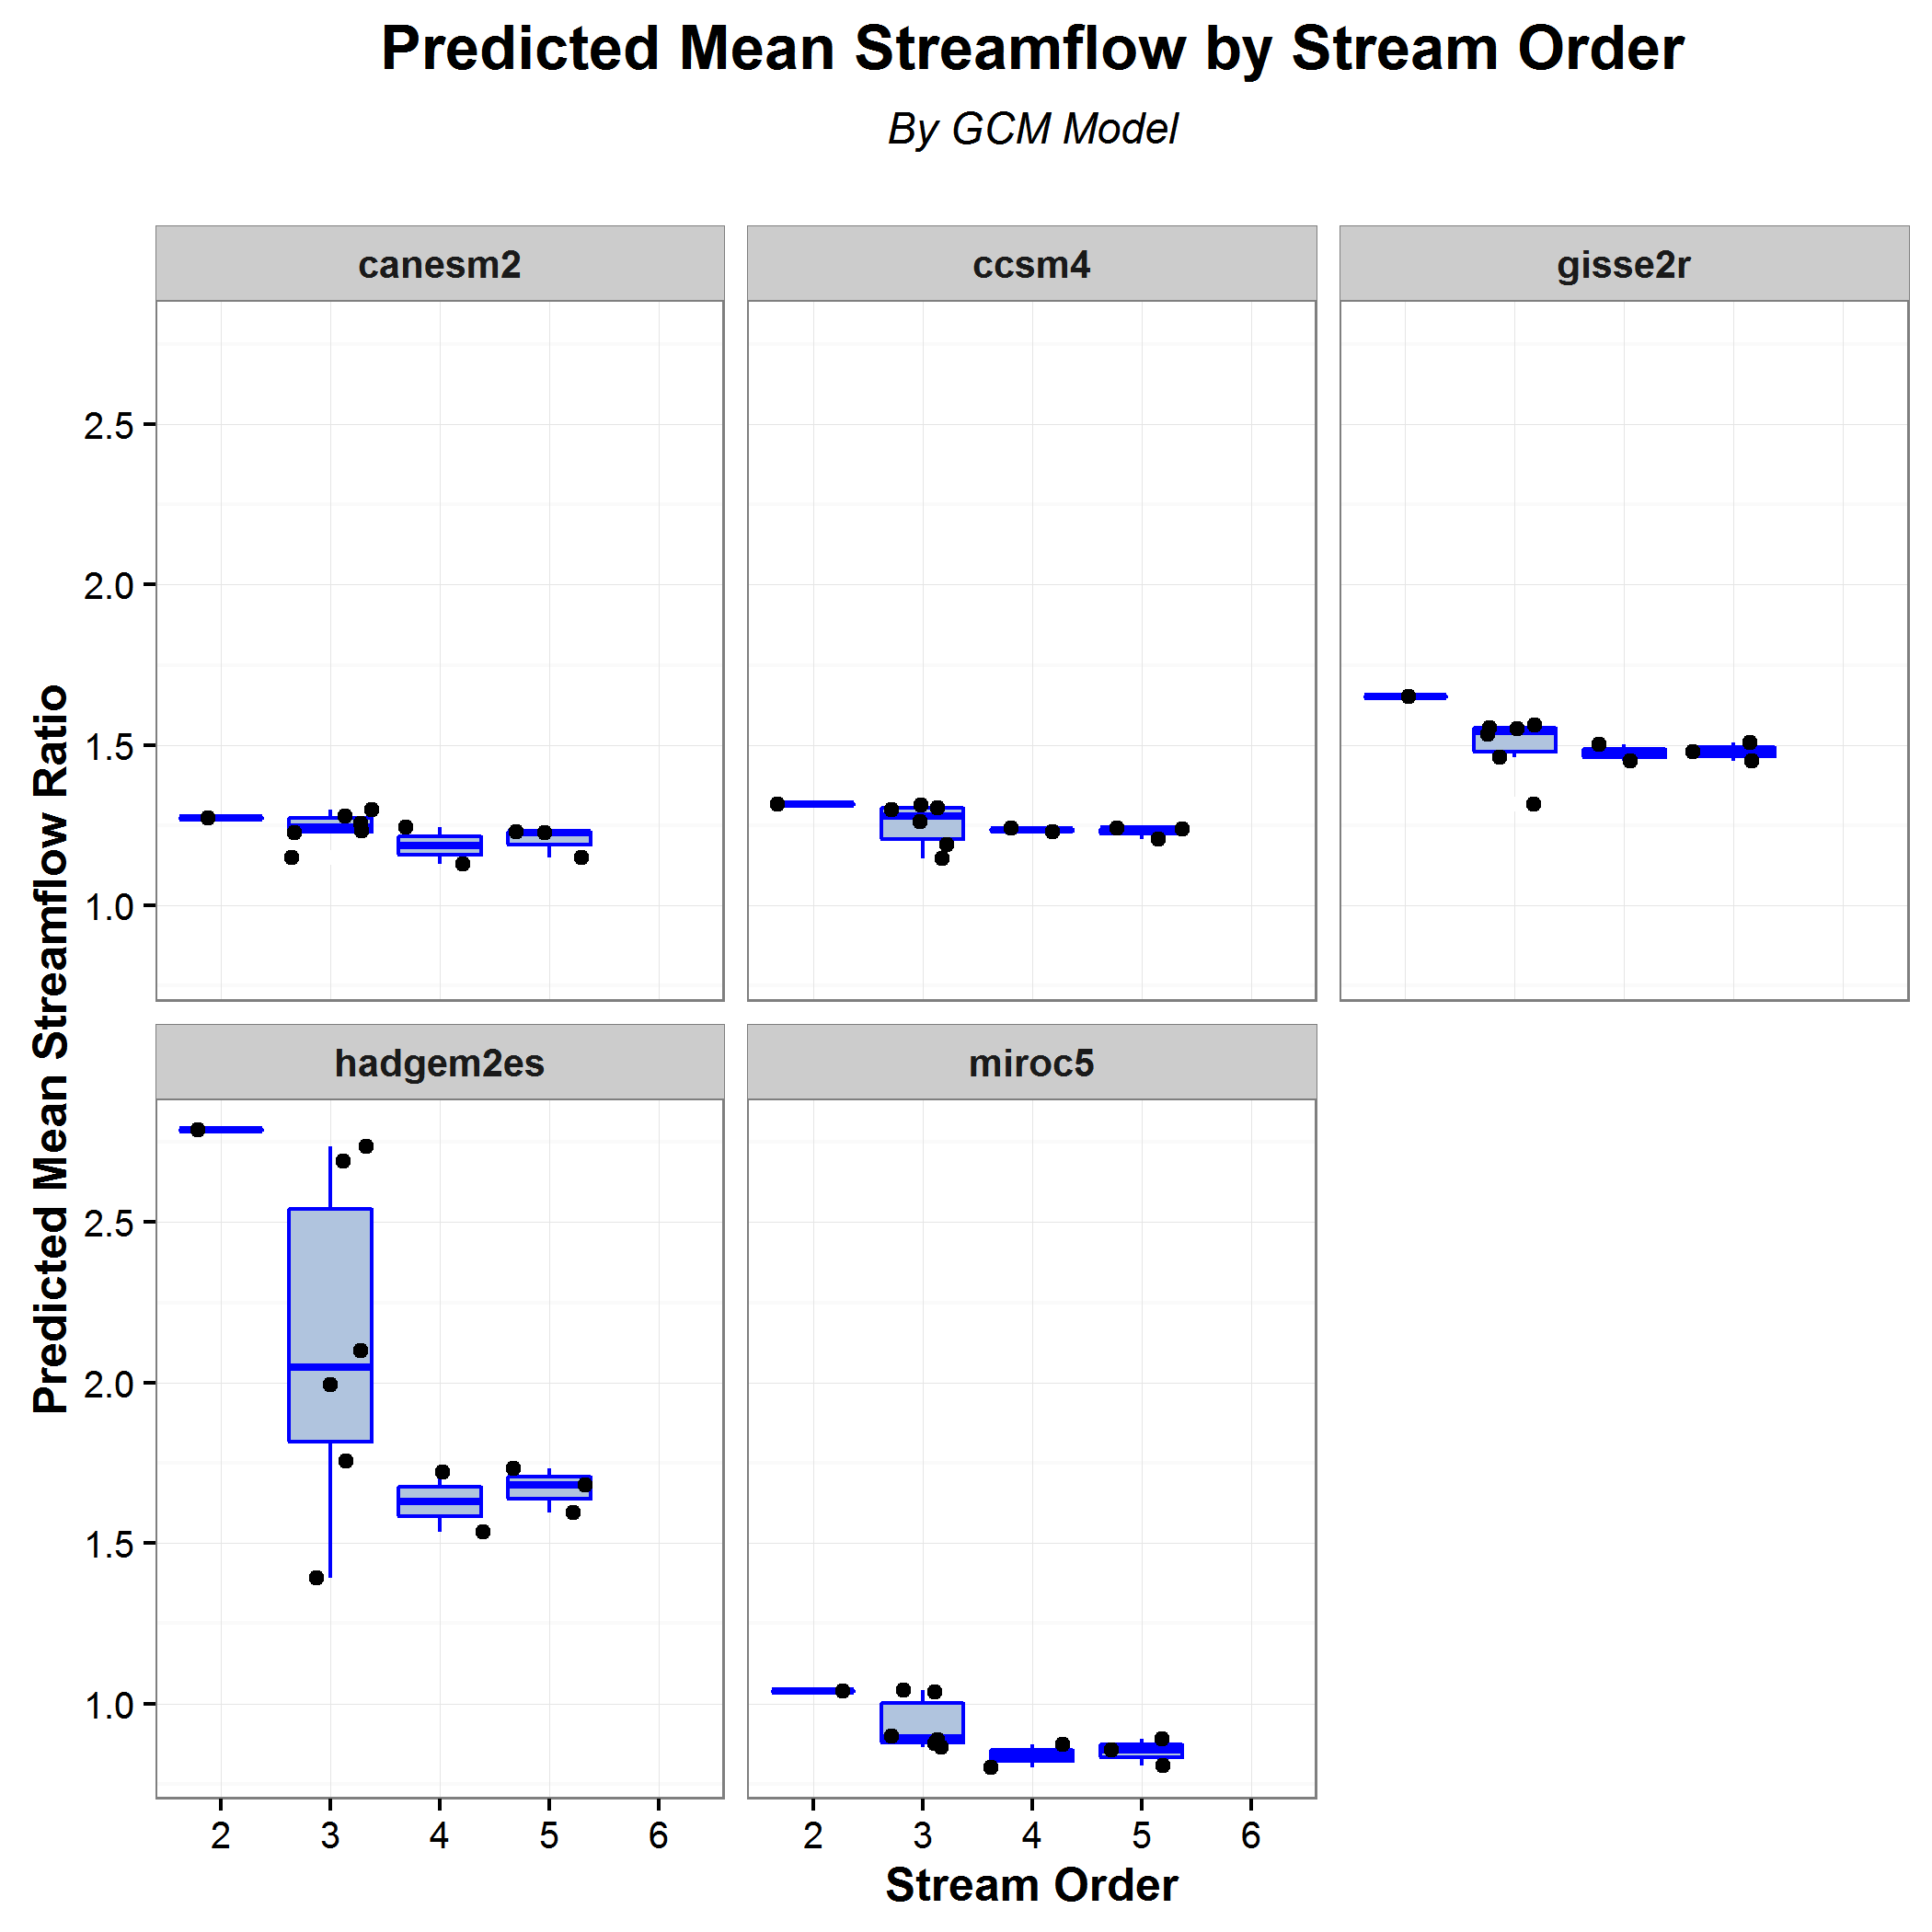 Predicted Mean Streamflow by Stream Order
By GCM Model
canesm2
ccsm4
gisse2r
2.5
2.0
1.5
1.0
Predicted Mean Streamflow Ratio
hadgem2es
miroc5
2.5
2.0
1.5
1.0
2 3 4 5 6
2 3 4 5 6
Stream Order